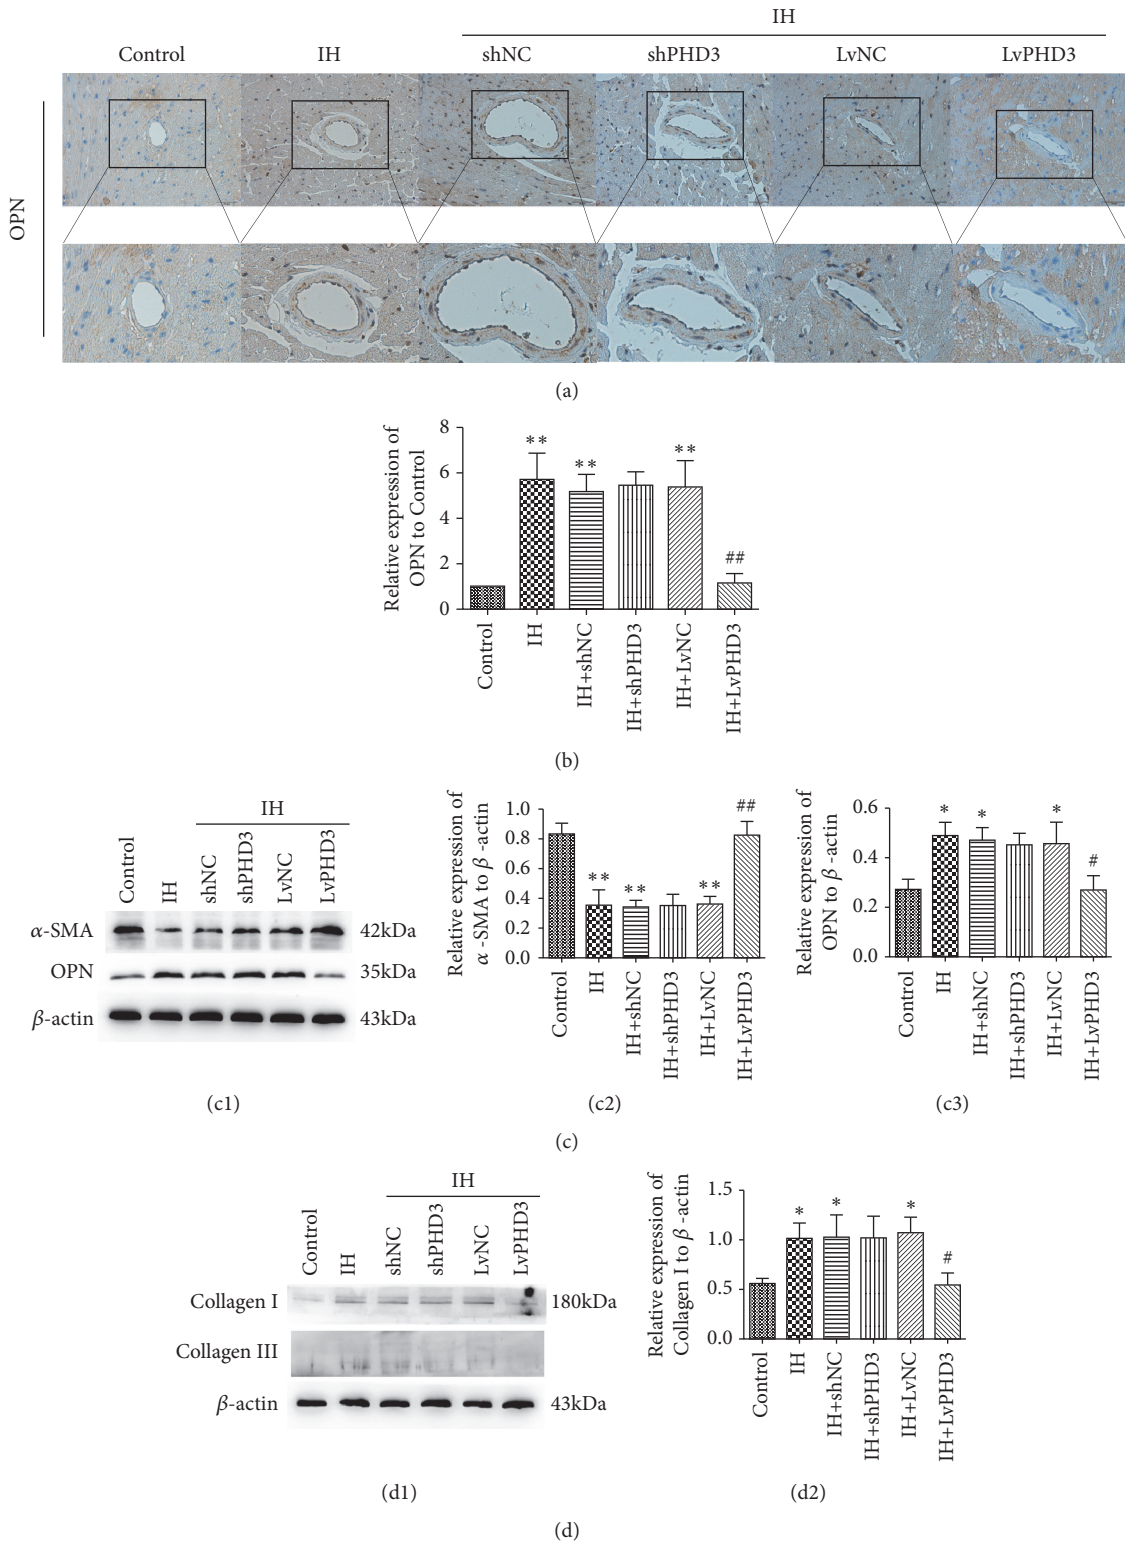 IH
Control IH shNC shPHD3 LvNC LvPHD3
OPN
(a)
Relative expression of
OPN to Control
8
6
4
2
0
** ** ** ##
Control IH IH+shNC IH+shPHD3 IH+LvNC IH+LvPHD3
(b)
IH
Control IH shNC shPHD3 LvNC LvPHD3
α-SMA 42kDa
OPN 35kDa
β-actin 43kDa
(c1)
Relative expression of
α -SMA to β -actin
1.0
0.8
0.6
0.4
0.2
0.0
** ** ** ##
Control IH IH+shNC IH+shPHD3 IH+LvNC IH+LvPHD3
(c2)
Relative expression of
OPN to β -actin
0.6
0.4
0.2
0.0
* * * #
Control IH IH+shNC IH+shPHD3 IH+LvNC IH+LvPHD3
(c3)
(c)
IH
Control IH shNC shPHD3 LvNC LvPHD3
Collagen I 180kDa
Collagen III
β-actin 43kDa
(d1)
Relative expression of
Collagen I to β -actin
1.5
1.0
0.5
0.0
* * * #
Control IH IH+shNC IH+shPHD3 IH+LvNC IH+LvPHD3
(d2)
(d)